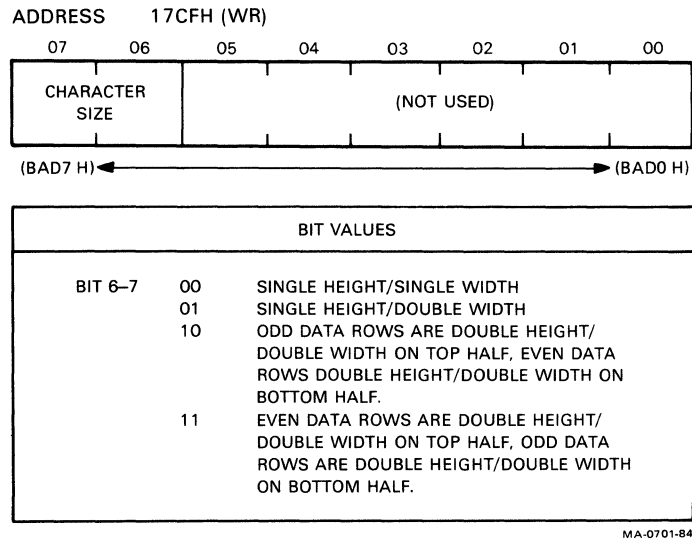 ADDRESS 17CFH (WR)
07 06 05 04 03 02 01 00
CHARACTER
SIZE
(NOT USED)
(BAD7 H) (BAD0 H)
BIT VALUES
BIT 6–7 00 SINGLE HEIGHT/SINGLE WIDTH
01 SINGLE HEIGHT/DOUBLE WIDTH
10 ODD DATA ROWS ARE DOUBLE HEIGHT/
DOUBLE WIDTH ON TOP HALF, EVEN DATA
ROWS DOUBLE HEIGHT/DOUBLE WIDTH ON
BOTTOM HALF.
11 EVEN DATA ROWS ARE DOUBLE HEIGHT/
DOUBLE WIDTH ON TOP HALF, ODD DATA
ROWS ARE DOUBLE HEIGHT/DOUBLE WIDTH
ON BOTTOM HALF.
MA-0701-84